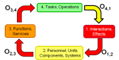 4. Tasks, Operations
O₄,₁
1. Interactions,
Effects
O₁,₂
2. Personnel, Units
Components, Systems
O₂,₃
3. Functions,
Services
O₃,₄